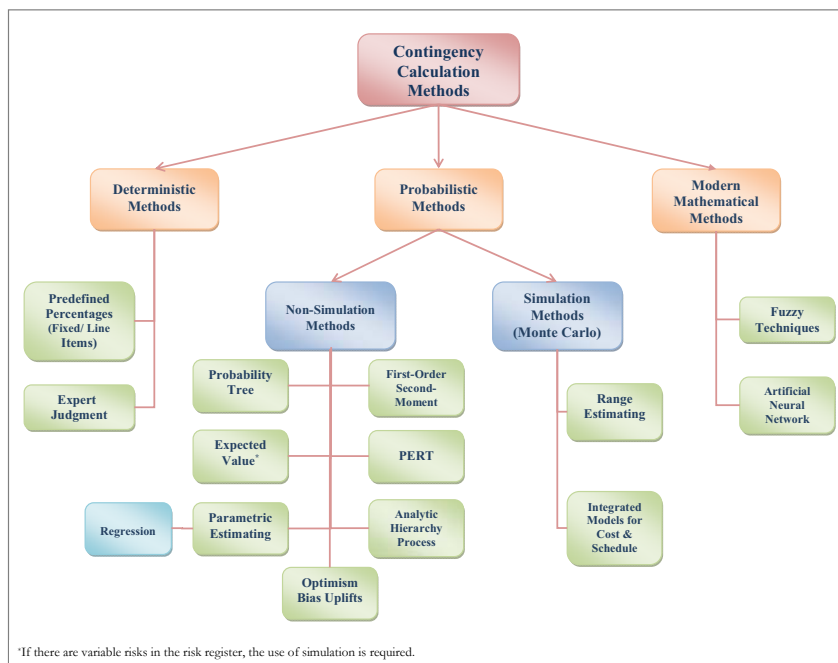 Contingency
Calculation
Methods
Deterministic
Methods
Probabilistic
Methods
Modern
Mathematical
Methods
Predefined
Percentages
(Fixed/ Line
Items)
Non-Simulation
Methods
Simulation
Methods
(Monte Carlo)
Fuzzy
Techniques
Probability
Tree
First-Order
Second-
Moment
Expert
Judgment
Range
Estimating
Artificial
Neural
Network
Expected
Value*
PERT
Regression
Parametric
Estimating
Analytic
Hierarchy
Process
Integrated
Models for
Cost &
Schedule
Optimism
Bias Uplifts
*If there are variable risks in the risk register, the use of simulation is required.